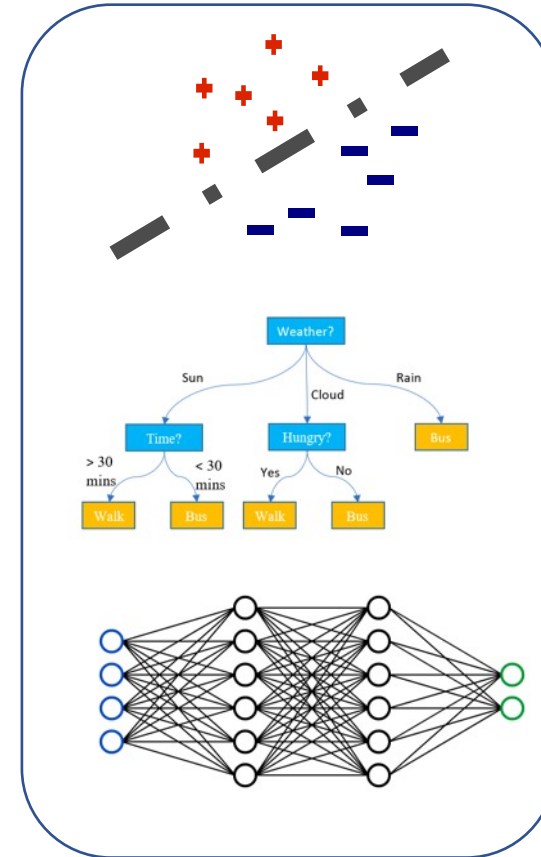 Weather?
Sun
Cloud
Rain
Time?
Hungry?
Bus
> 30
mins
< 30
mins
Yes
No
Walk
Bus
Walk
Bus